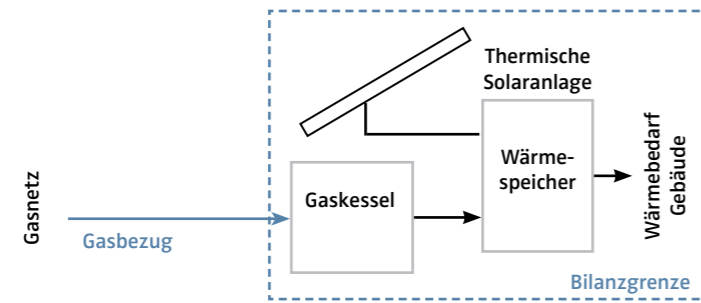 Thermische
Solaranlage
Wärme-
speicher
Gaskessel
Wärmebedarf
Gebäude
Gasnetz
Gasbezug
Bilanzgrenze